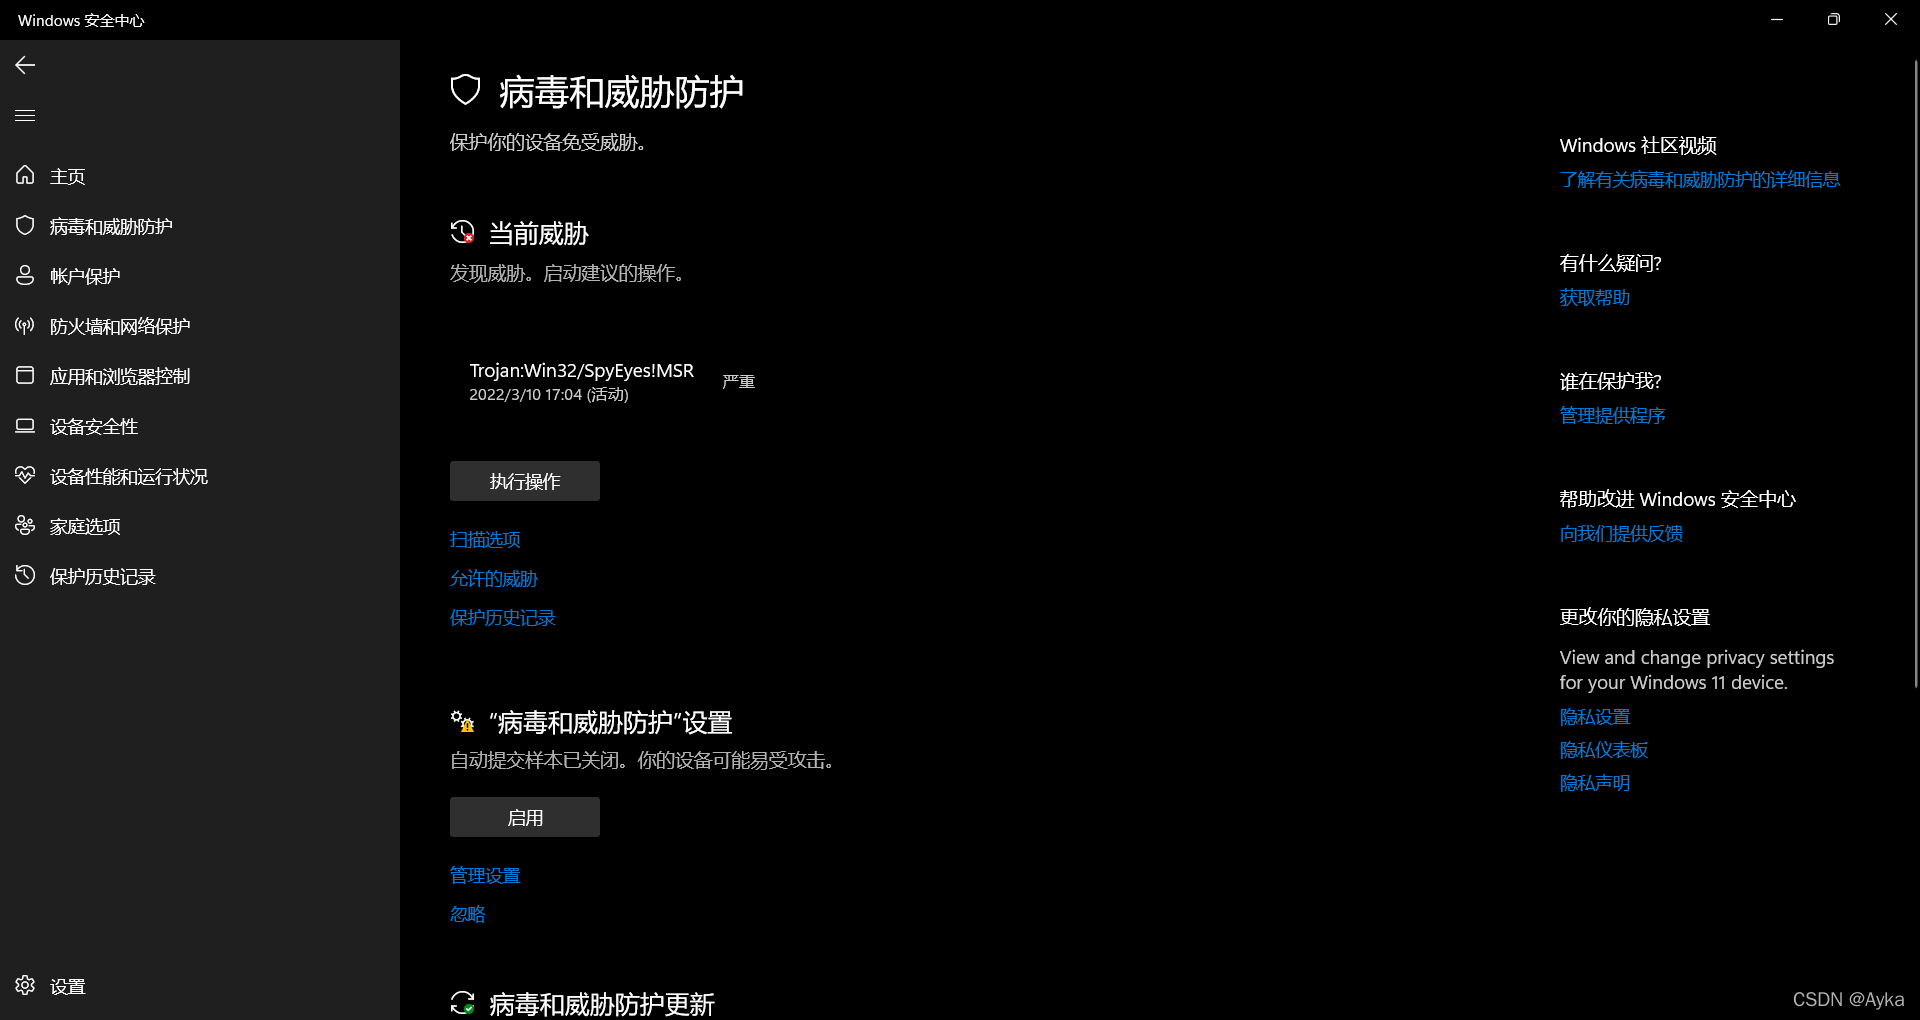 Windows 安全中心
主页
病毒和威胁防护
帐户保护
防火墙和网络保护
应用和浏览器控制
设备安全性
设备性能和运行状况
家庭选项
保护历史记录
设置
病毒和威胁防护
保护你的设备免受威胁。
当前威胁
发现威胁。启动建议的操作。
Trojan:Win32/SpyEyes!MSR
2022/3/10 17:04 (活动)
严重
执行操作
扫描选项
允许的威胁
保护历史记录
“病毒和威胁防护”设置
自动提交样本已关闭。你的设备可能易受攻击。
启用
管理设置
忽略
病毒和威胁防护更新
Windows 社区视频
了解有关病毒和威胁防护的详细信息
有什么疑问?
获取帮助
谁在保护我?
管理提供程序
帮助改进 Windows 安全中心
向我们提供反馈
更改你的隐私设置
View and change privacy settings
for your Windows 11 device.
隐私设置
隐私仪表板
隐私声明
CSDN @Ayka